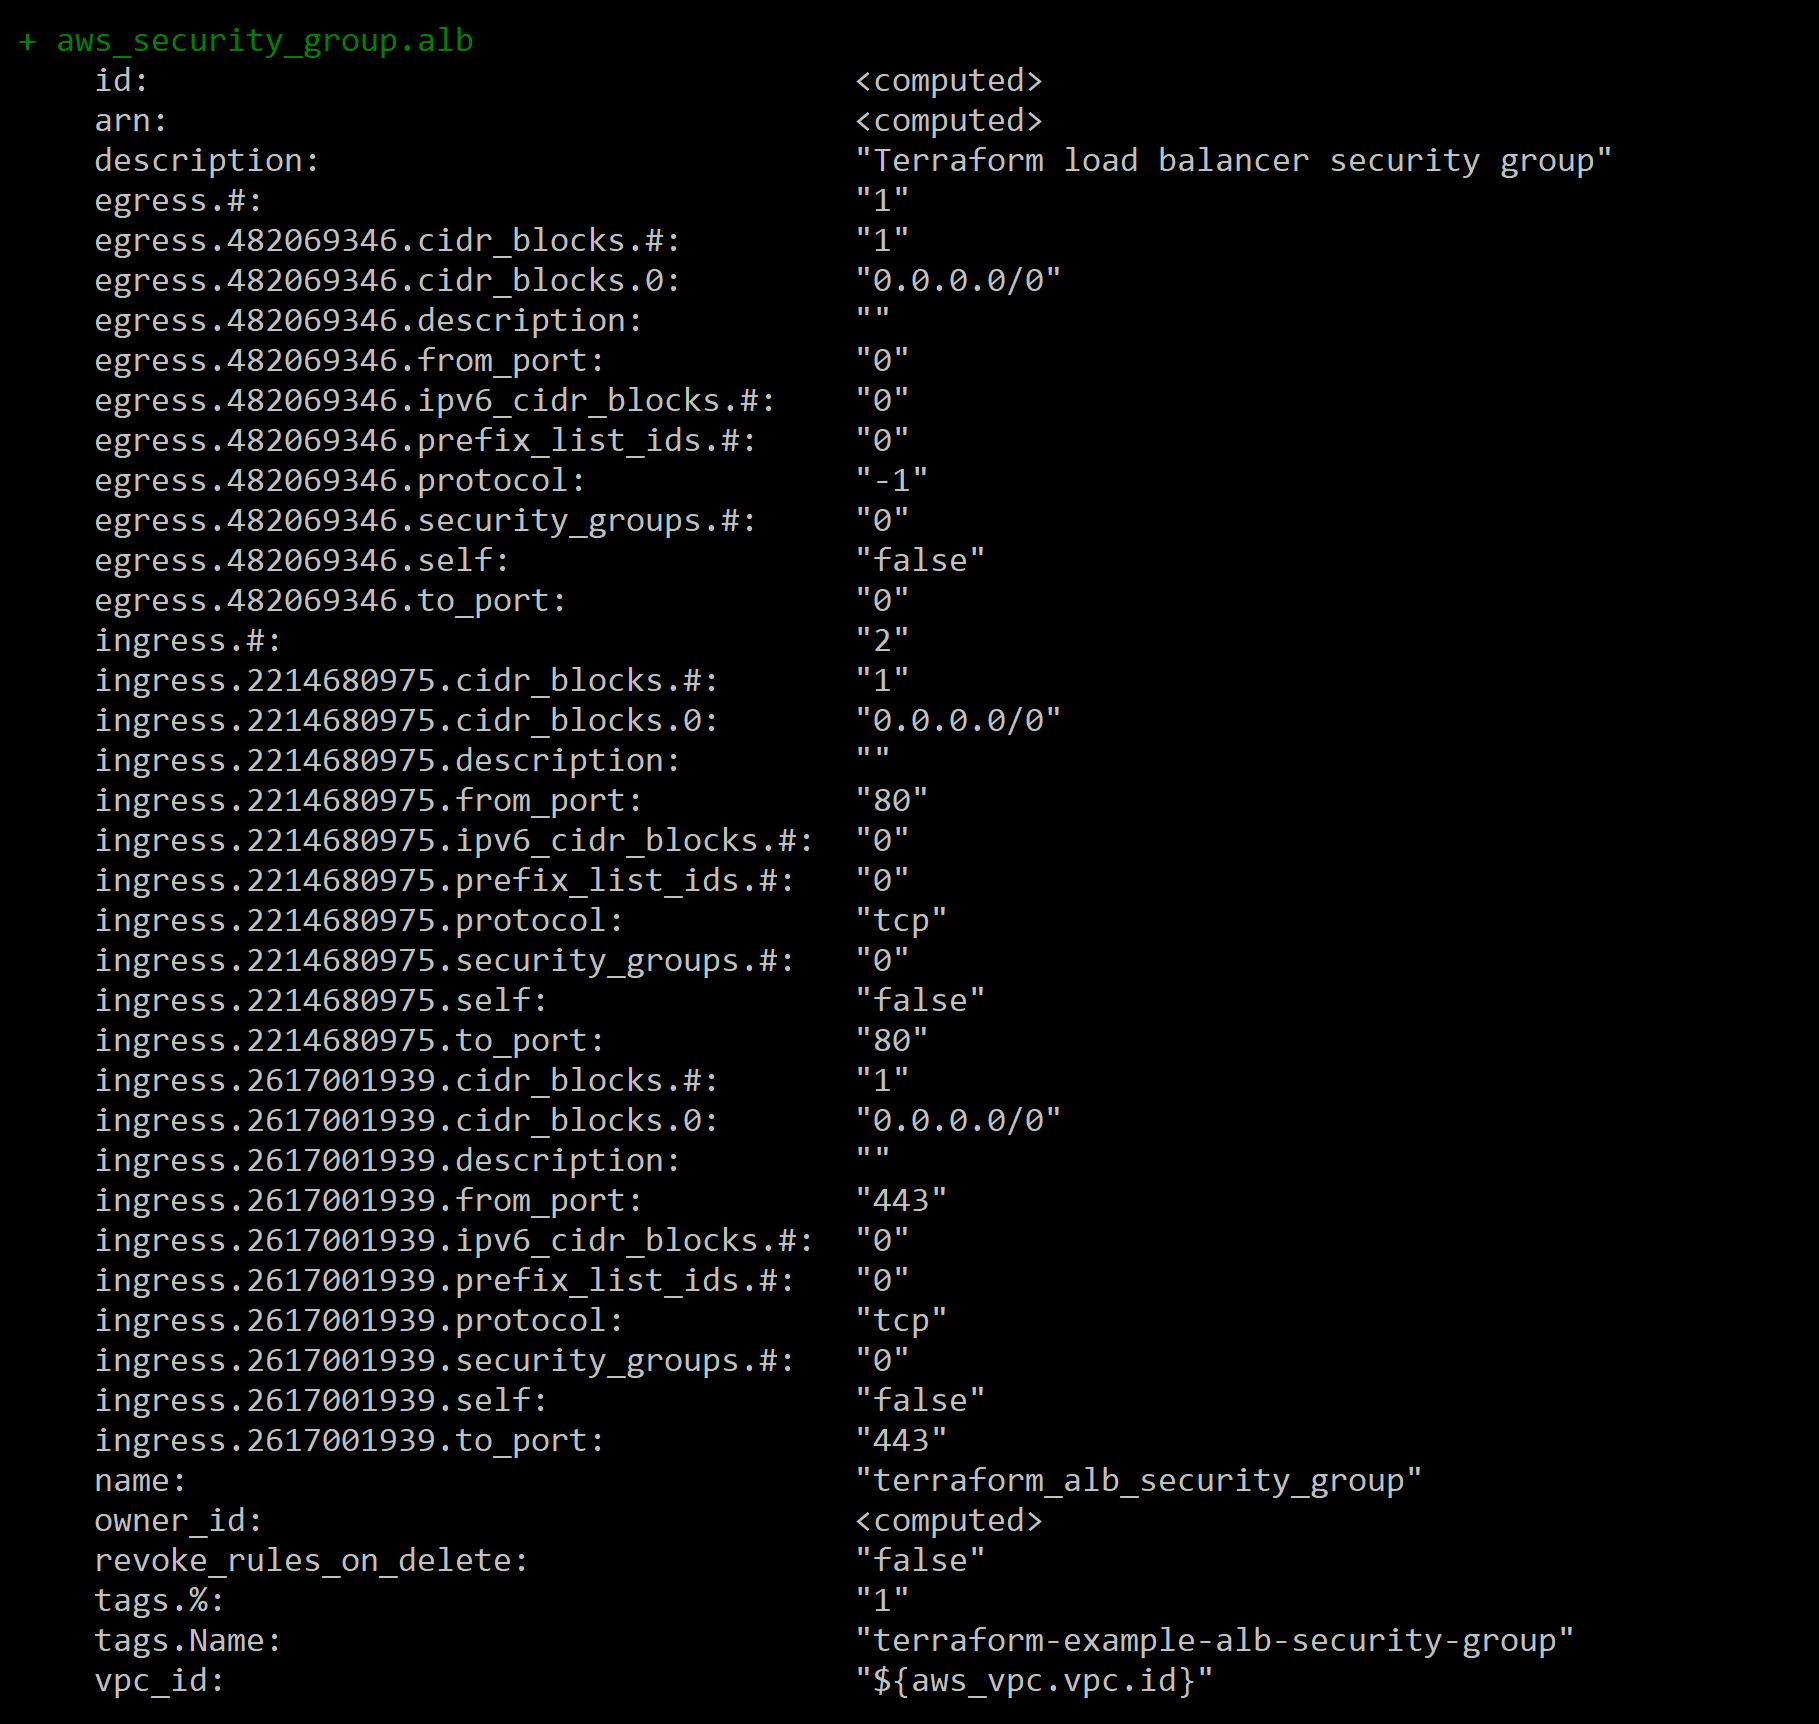 + aws_security_group.alb
id: <computed>
arn: <computed>
description: "Terraform load balancer security group"
egress.#: "1"
egress.482069346.cidr_blocks.#: "1"
egress.482069346.cidr_blocks.0: "0.0.0.0/0"
egress.482069346.description: ""
egress.482069346.from_port: "0"
egress.482069346.ipv6_cidr_blocks.#: "0"
egress.482069346.prefix_list_ids.#: "0"
egress.482069346.protocol: "-1"
egress.482069346.security_groups.#: "0"
egress.482069346.self: "false"
egress.482069346.to_port: "0"
ingress.#: "2"
ingress.2214680975.cidr_blocks.#: "1"
ingress.2214680975.cidr_blocks.0: "0.0.0.0/0"
ingress.2214680975.description: ""
ingress.2214680975.from_port: "80"
ingress.2214680975.ipv6_cidr_blocks.#: "0"
ingress.2214680975.prefix_list_ids.#: "0"
ingress.2214680975.protocol: "tcp"
ingress.2214680975.security_groups.#: "0"
ingress.2214680975.self: "false"
ingress.2214680975.to_port: "80"
ingress.2617001939.cidr_blocks.#: "1"
ingress.2617001939.cidr_blocks.0: "0.0.0.0/0"
ingress.2617001939.description: ""
ingress.2617001939.from_port: "443"
ingress.2617001939.ipv6_cidr_blocks.#: "0"
ingress.2617001939.prefix_list_ids.#: "0"
ingress.2617001939.protocol: "tcp"
ingress.2617001939.security_groups.#: "0"
ingress.2617001939.self: "false"
ingress.2617001939.to_port: "443"
name: "terraform_alb_security_group"
owner_id: <computed>
revoke_rules_on_delete: "false"
tags.%: "1"
tags.Name: "terraform-example-alb-security-group"
vpc_id: "${aws_vpc.vpc.id}"